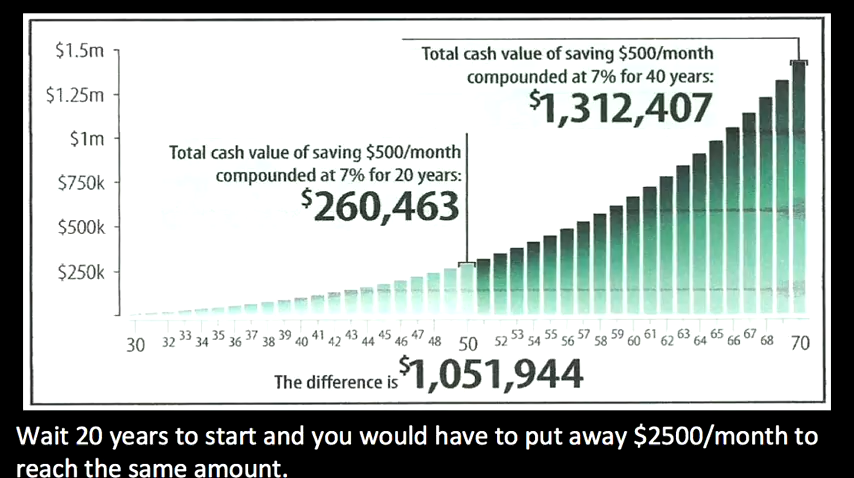 $1.5m
$1.25m
$1m
$750k
$500k
$250k
Total cash value of saving $500/month
compounded at 7% for 40 years:
$1,312,407
Total cash value of saving $500/month
compounded at 7% for 20 years:
$260,463
30 32 33 34 35 36 37 38 39 40 41 42 43 44 45 46 47 48 50 52 53 54 55 56 57 58 59 60 61 62 63 64 65 66 67 68 70
The difference is $1,051,944
Wait 20 years to start and you would have to put away $2500/month to
reach the same amount.